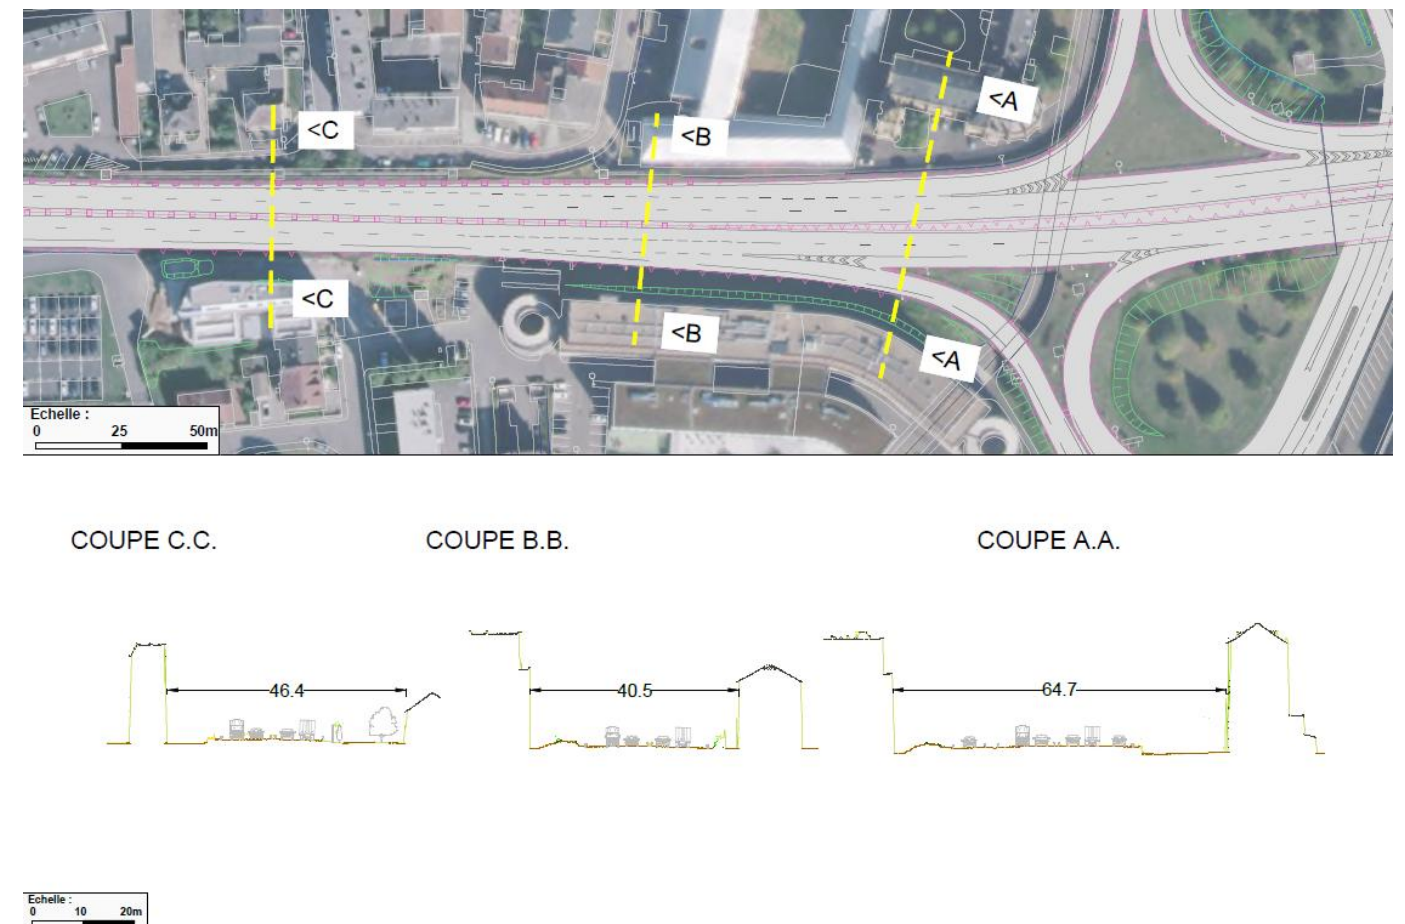 <C
<B
<A
<C
<B
<A
Echelle :
0 25 50m
COUPE C.C.
COUPE B.B.
COUPE A.A.
46.4
40.5
64.7
Echelle :
0 10 20m